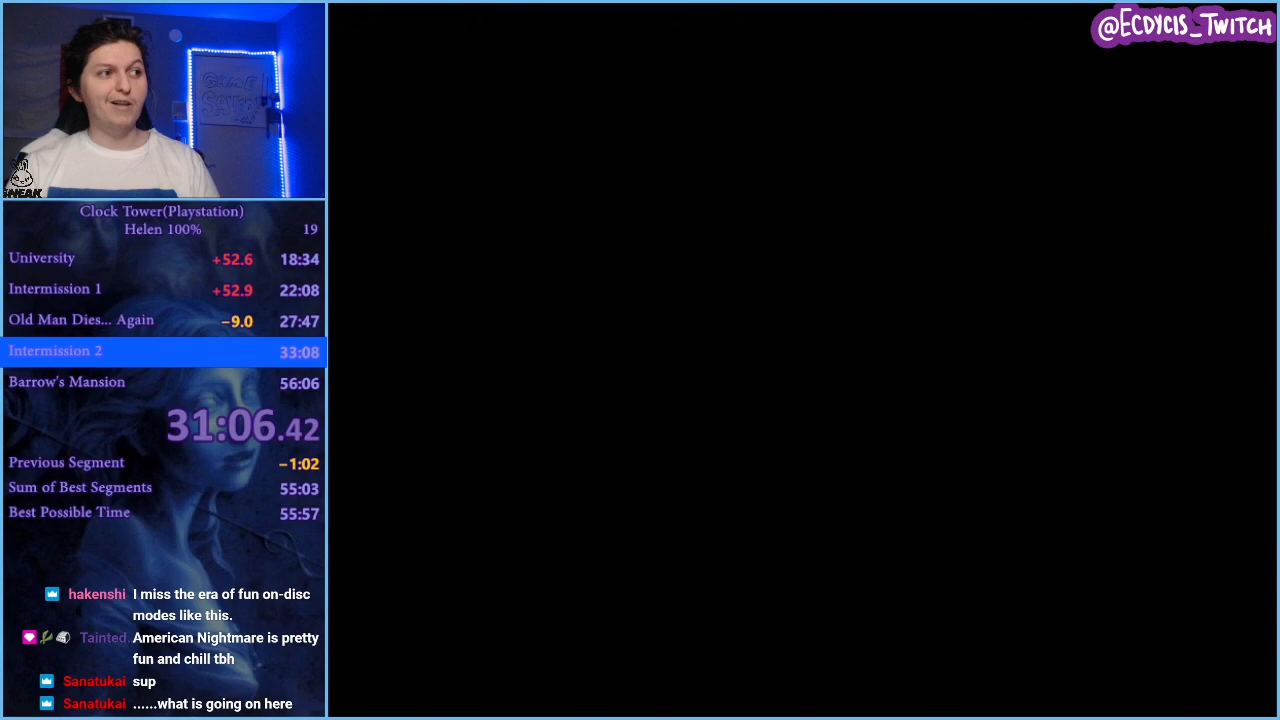 @ECDYCIS_TWITCH
GAME
SAVED!
SNEAK
Clock Tower(Playstation)
Helen 100% 19
University +52.6 18:34
Intermission 1 +52.9 22:08
Old Man Dies... Again −9.0 27:47
Intermission 2 33:08
Barrow's Mansion 56:06
31:06.42
Previous Segment −1:02
Sum of Best Segments 55:03
Best Possible Time 55:57
hakenshi I miss the era of fun on-disc
modes like this.
Tainted.. American Nightmare is pretty
fun and chill tbh
Sanatukai sup
Sanatukai ......what is going on here